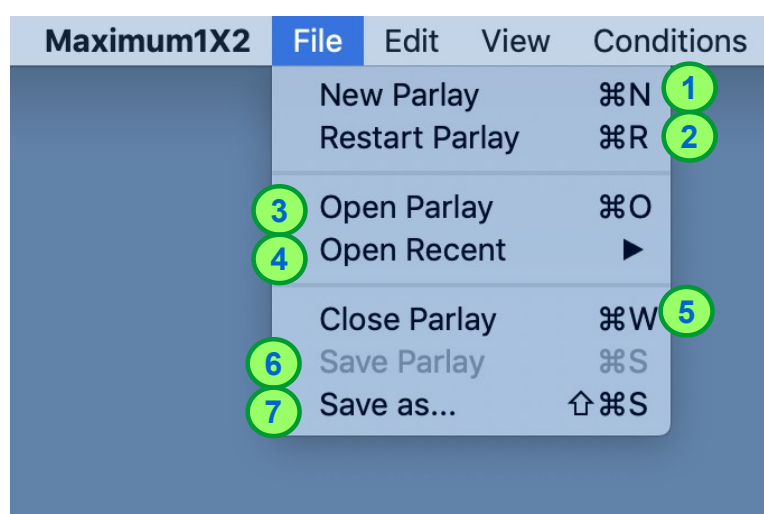 Maximum1X2 File Edit View Conditions
New Parlay ⌘N 1
Restart Parlay ⌘R 2
3 Open Parlay ⌘O
4 Open Recent ▶
Close Parlay ⌘W 5
6 Save Parlay ⌘S
7 Save as... ⇧⌘S